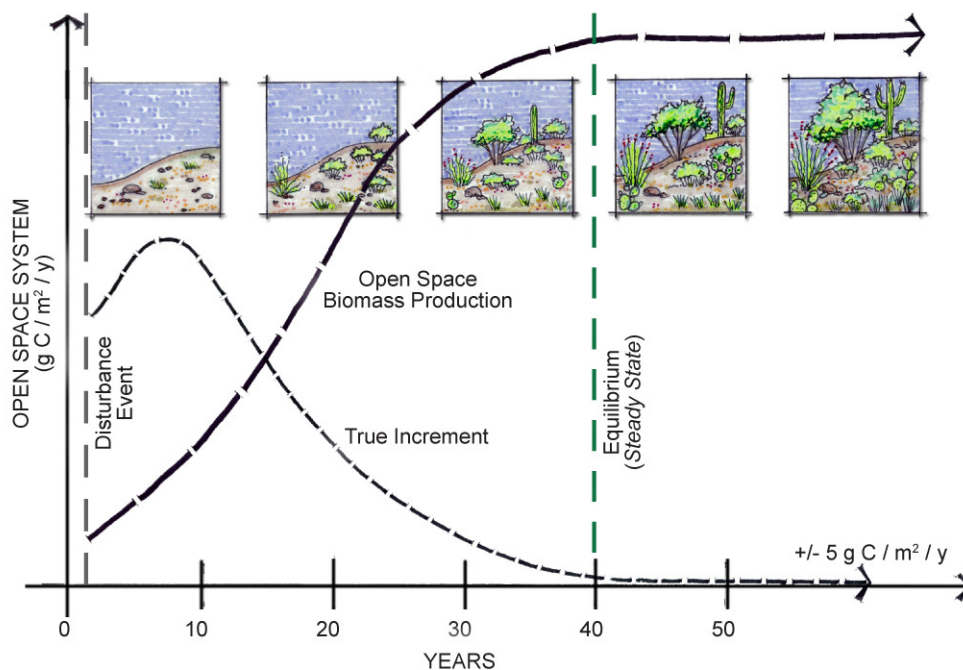 OPEN SPACE SYSTEM
(g C / m² / y)
Disturbance
Event
Open Space
Biomass Production
True Increment
Equilibrium
(Steady State)
+/- 5 g C / m² / y
0
10
20
30
40
50
YEARS